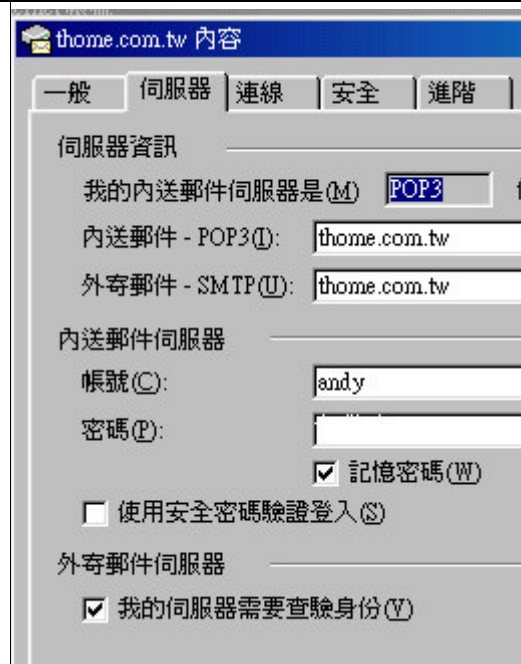 thome.com.tw 內容
一般 伺服器 連線 安全 進階
伺服器資訊
我的內送郵件伺服器是(M) POP3
內送郵件 - POP3(I): thome.com.tw
外寄郵件 - SMTP(U): thome.com.tw
內送郵件伺服器
帳號(C): andy
密碼(P):
記憶密碼(W)
使用安全密碼驗證登入(S)
外寄郵件伺服器
我的伺服器需要查驗身份(V)